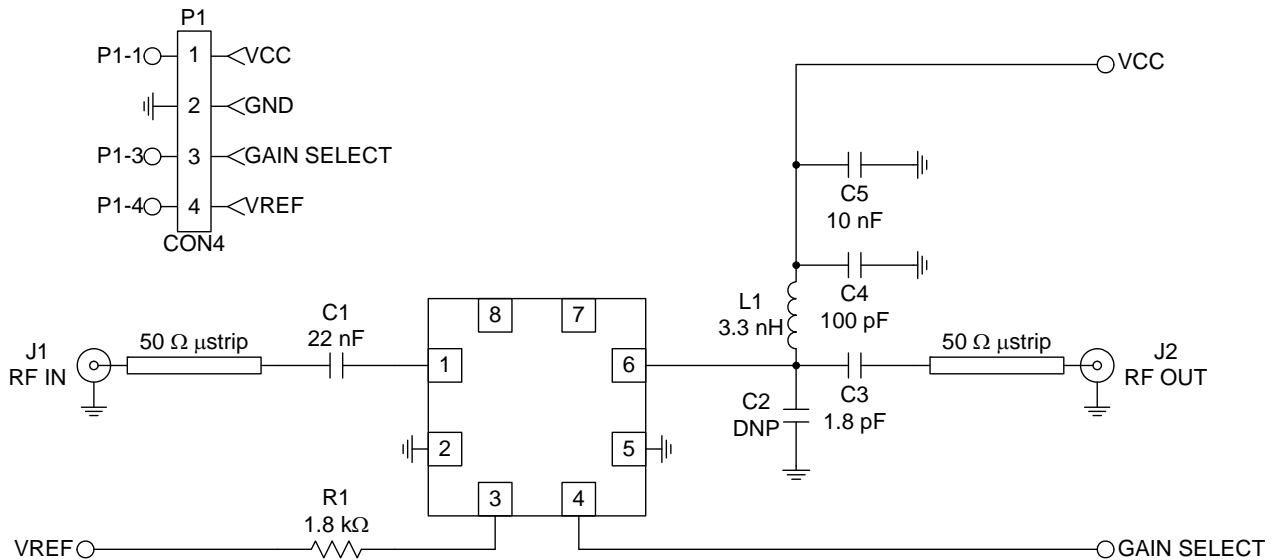 P1
P1-1 1 VCC
2 GND
P1-3 3 GAIN SELECT
P1-4 4 VREF
CON4
VCC
C5
10 nF
C4
100 pF
L1
3.3 nH
J1
RF IN
50 Ω μstrip
C1
22 nF
8 7
1 6
2 5
3 4
C2
DNP
C3
1.8 pF
50 Ω μstrip
J2
RF OUT
R1
1.8 kΩ
VREF
GAIN SELECT